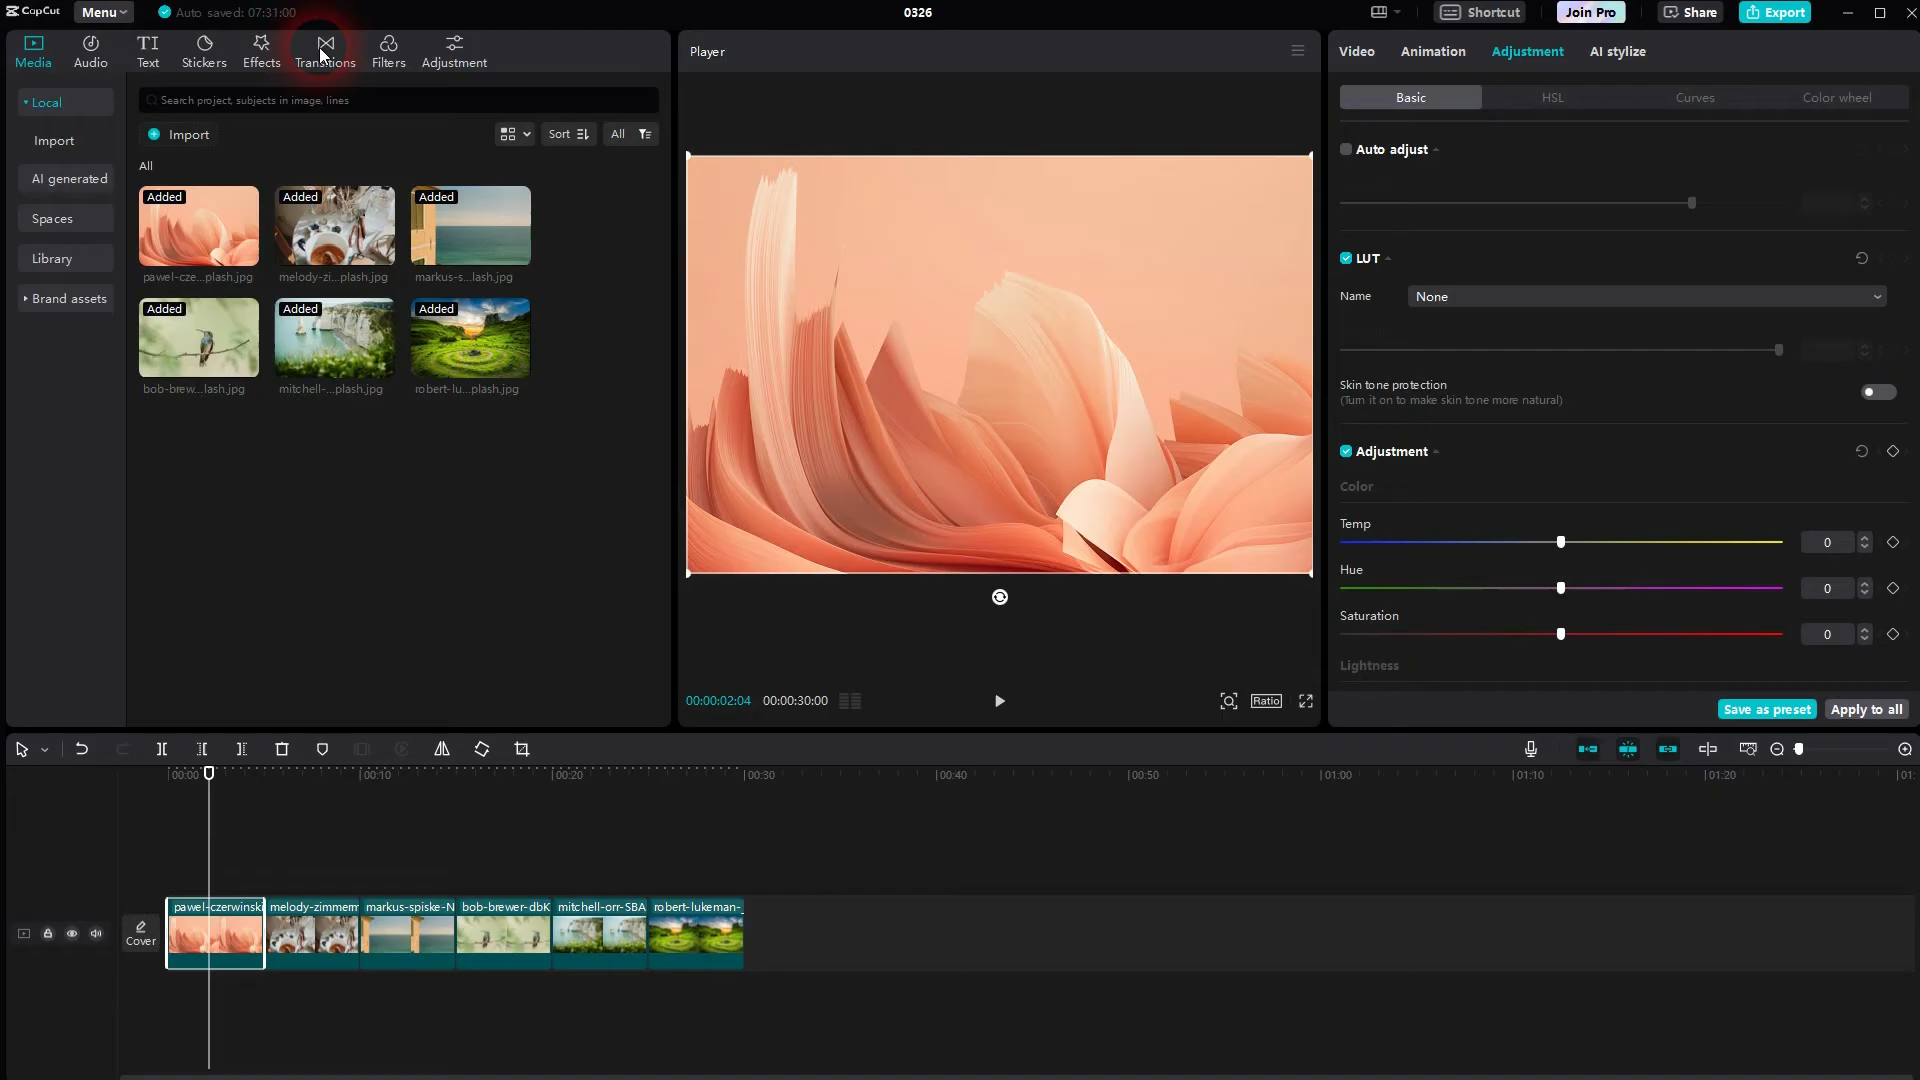 CapCut
Menu
Auto saved: 07:31:00
0326
Shortcut
Join Pro
Share
Export
Media
Audio
Text
Stickers
Effects
Transitions
Filters
Adjustment
Local
Import
AI generated
Spaces
Library
Brand assets
Search project, subjects in image, lines
Import
Sort
All
All
Added
Added
Added
pawel-cze...plash.jpg
melody-zi...plash.jpg
markus-s...lash.jpg
Added
Added
Added
bob-brew...lash.jpg
mitchell-...plash.jpg
robert-lu...plash.jpg
Player
00:00:02:04
00:00:30:00
Ratio
Video
Animation
Adjustment
AI stylize
Basic
HSL
Curves
Color wheel
Auto adjust
LUT
Name
None
Skin tone protection
(Turn it on to make skin tone more natural)
Adjustment
Color
Temp
0
Hue
0
Saturation
0
Lightness
Save as preset
Apply to all
00:00
00:10
00:20
00:30
00:40
00:50
01:00
01:10
01:20
01:
Cover
pawel-czerwinski
melody-zimmerm
markus-spiske-N
bob-brewer-dbK
mitchell-orr-SBA
robert-lukeman-_